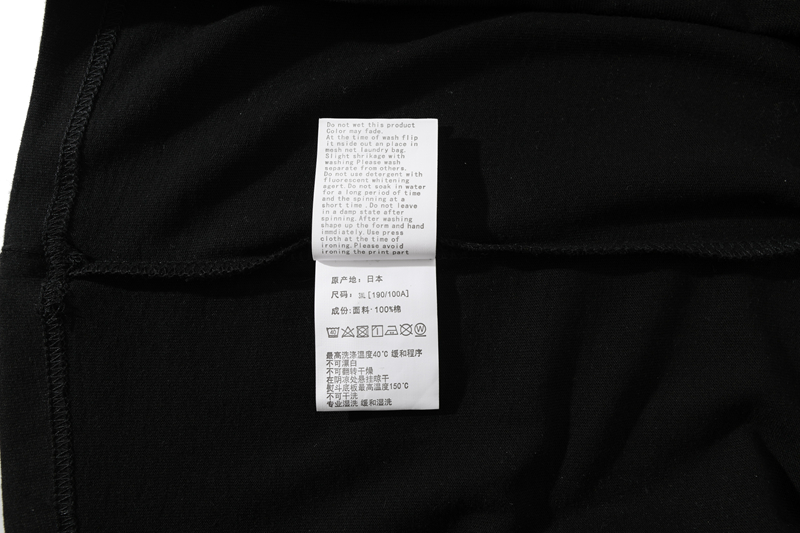 Do not wet this product
Color may fade.
At the time of wash flip
it nside out an place in
mesh net laundry bag.
Slight shrikage with
washing Please wash
separate from others.
Do not use detergent with
fluorescent whitening
egert. Do not soak in water
for a long period of time
and the spinning at a
short time .Do not leave
in a damp state after
spinning. After washing
shape up the form and hand
immdiately. Use press
cloth at the time of
ironing. Please avoid
ironing the print part
原产地: 日本
尺码: 3L [190/100A]
成份: 面料·100%棉
40 W
最高洗涤温度40℃ 缓和程序
不可漂白
不可翻转干燥
在阴凉处悬挂晾干
熨斗底板最高温度150℃
不可干洗
专业湿洗 缓和湿洗